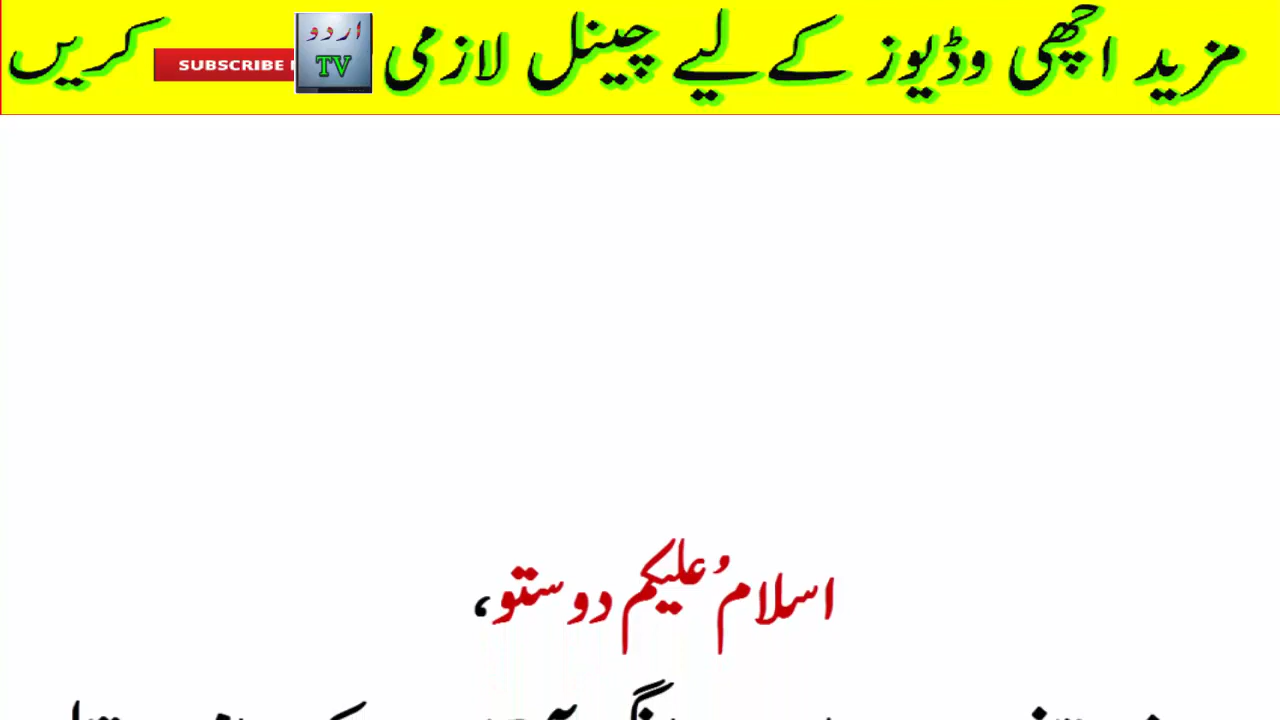 مزید اچھی وڈیوز کے لیے چینل لازمی اردو TV SUBSCRIBE کریں
اسلام ُعلیکم دوستو،